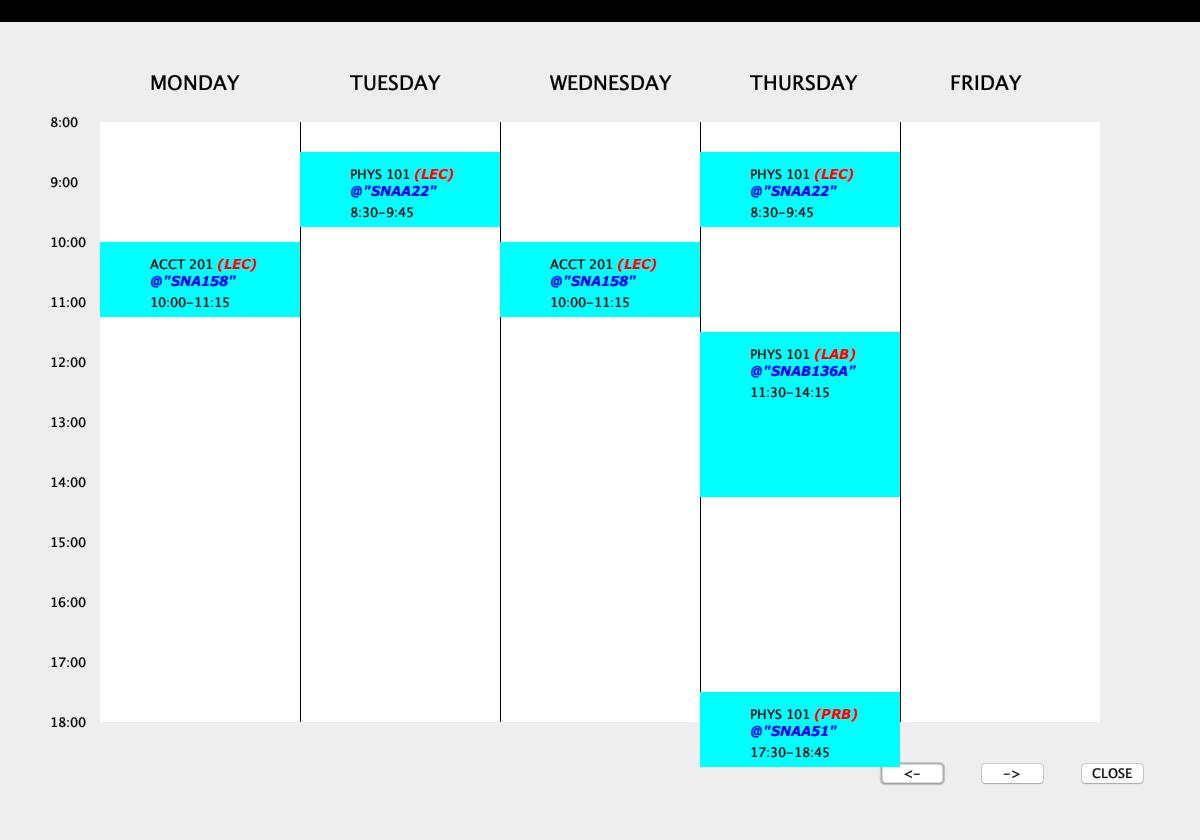 MONDAY TUESDAY WEDNESDAY THURSDAY FRIDAY
8:00
PHYS 101 (LEC) PHYS 101 (LEC)
9:00
@"SNAA22" @"SNAA22"
8:30-9:45 8:30-9:45
10:00
ACCT 201 (LEC) ACCT 201 (LEC)
@"SNA158" @"SNA158"
11:00 10:00-11:15 10:00-11:15
PHYS 101 (LAB)
12:00
@"SNAB136A"
11:30-14:15
13:00
14:00
15:00
16:00
17:00
PHYS 101 (PRB)
18:00
@"SNAA51"
17:30-18:45
<- -> CLOSE